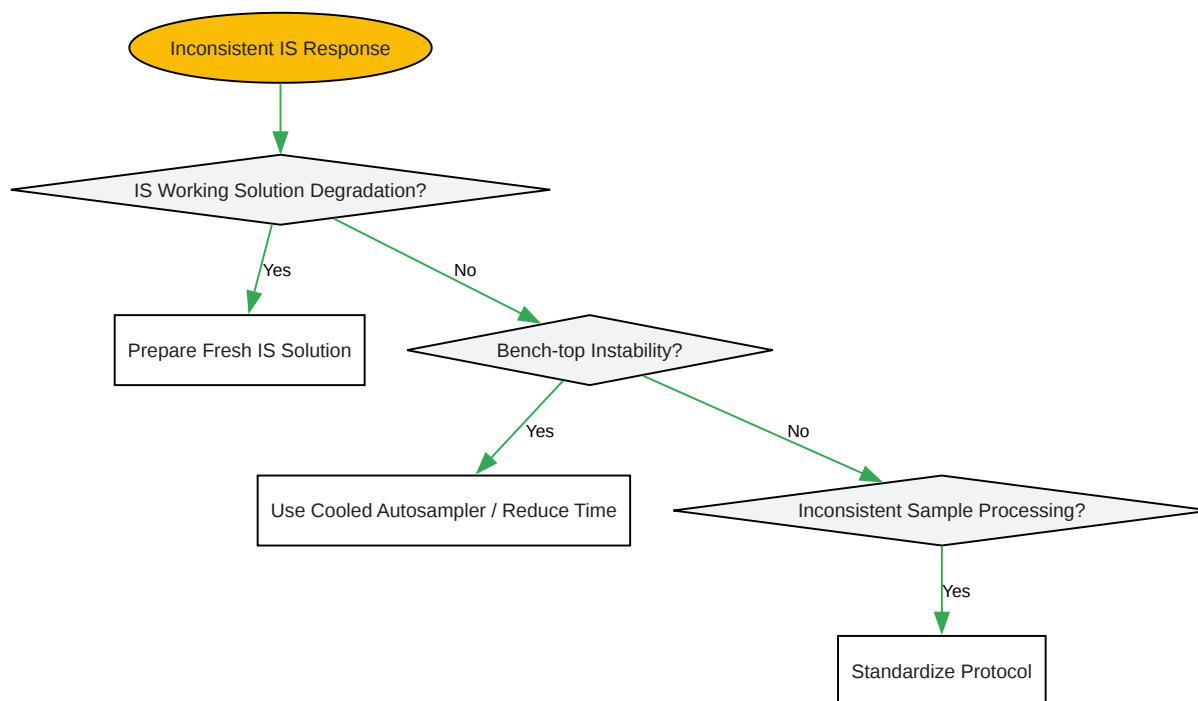 Inconsistent IS Response
IS Working Solution Degradation?
Yes
No
Prepare Fresh IS Solution
Bench-top Instability?
Yes
No
Use Cooled Autosampler / Reduce Time
Inconsistent Sample Processing?
Yes
Standardize Protocol